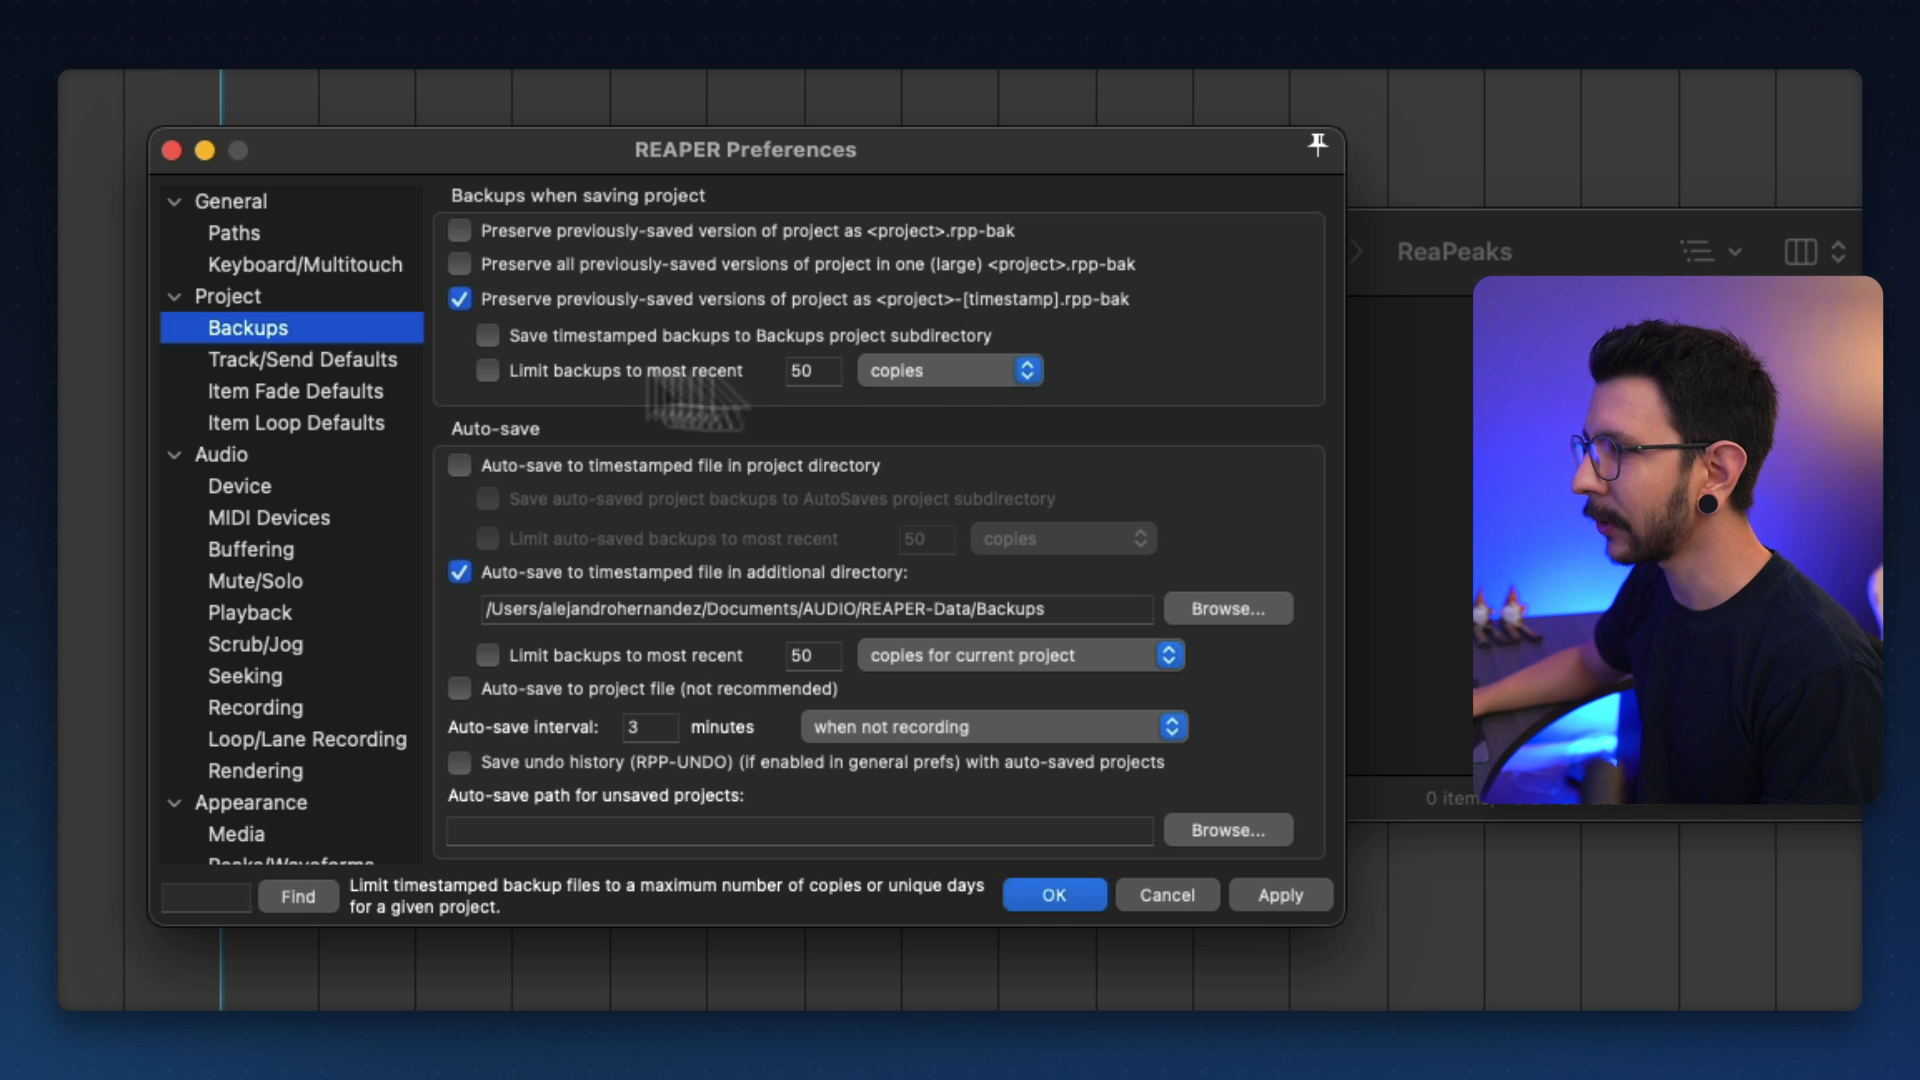 REAPER Preferences
General
Paths
Keyboard/Multitouch
Project
Backups
Track/Send Defaults
Item Fade Defaults
Item Loop Defaults
Audio
Device
MIDI Devices
Buffering
Mute/Solo
Playback
Scrub/Jog
Seeking
Recording
Loop/Lane Recording
Rendering
Appearance
Media
Peaks/Waveforms
Backups when saving project
Preserve previously-saved version of project as <project>.rpp-bak
Preserve all previously-saved versions of project in one (large) <project>.rpp-bak
Preserve previously-saved versions of project as <project>-[timestamp].rpp-bak
Save timestamped backups to Backups project subdirectory
Limit backups to most recent 50 copies
Auto-save
Auto-save to timestamped file in project directory
Save auto-saved project backups to AutoSaves project subdirectory
Limit auto-saved backups to most recent 50 copies
Auto-save to timestamped file in additional directory:
/Users/alejandrohernandez/Documents/AUDIO/REAPER-Data/Backups Browse...
Limit backups to most recent 50 copies for current project
Auto-save to project file (not recommended)
Auto-save interval: 3 minutes when not recording
Save undo history (RPP-UNDO) (if enabled in general prefs) with auto-saved projects
Auto-save path for unsaved projects:
Browse...
Find
Limit timestamped backup files to a maximum number of copies or unique days
for a given project.
OK Cancel Apply
ReaPeaks
0 items,